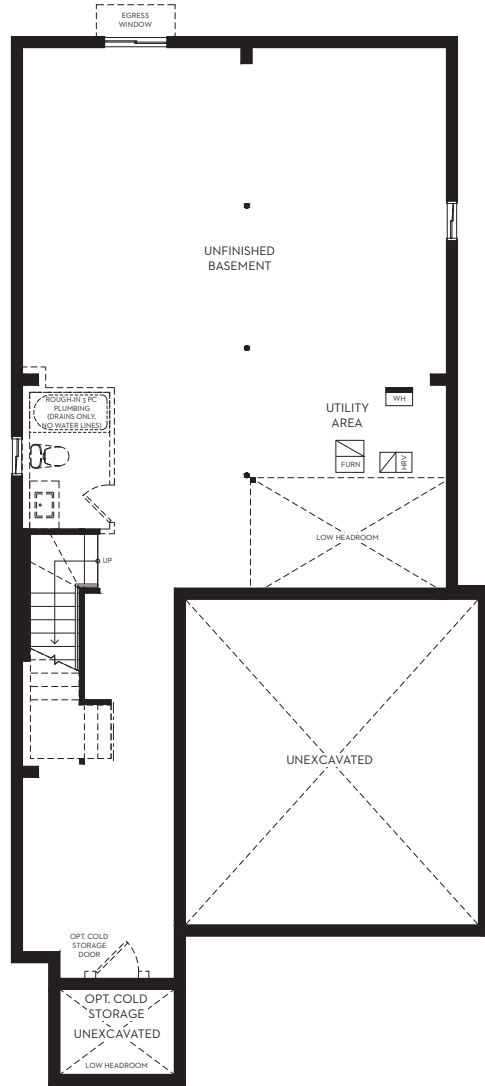 EGRESS
WINDOW
UNFINISHED
BASEMENT
ROUGH-IN 3 PC
PLUMBING
(DRAINS ONLY,
NO WATER LINES)
WH
UTILITY
AREA
FURN
HRV
LOW HEADROOM
UP
UNEXCAVATED
OPT. COLD
STORAGE
DOOR
OPT. COLD
STORAGE
UNEXCAVATED
LOW HEADROOM